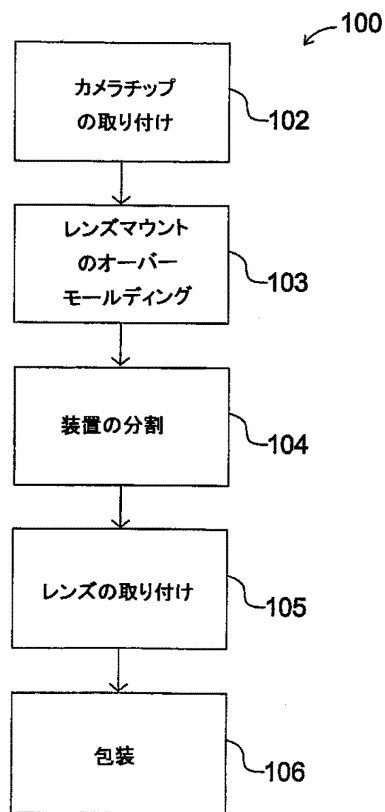 100
カメラチップ
の取り付け
102
レンズマウント
のオーバー
モールディング
103
装置の分割
104
レンズの取り付け
105
包装
106